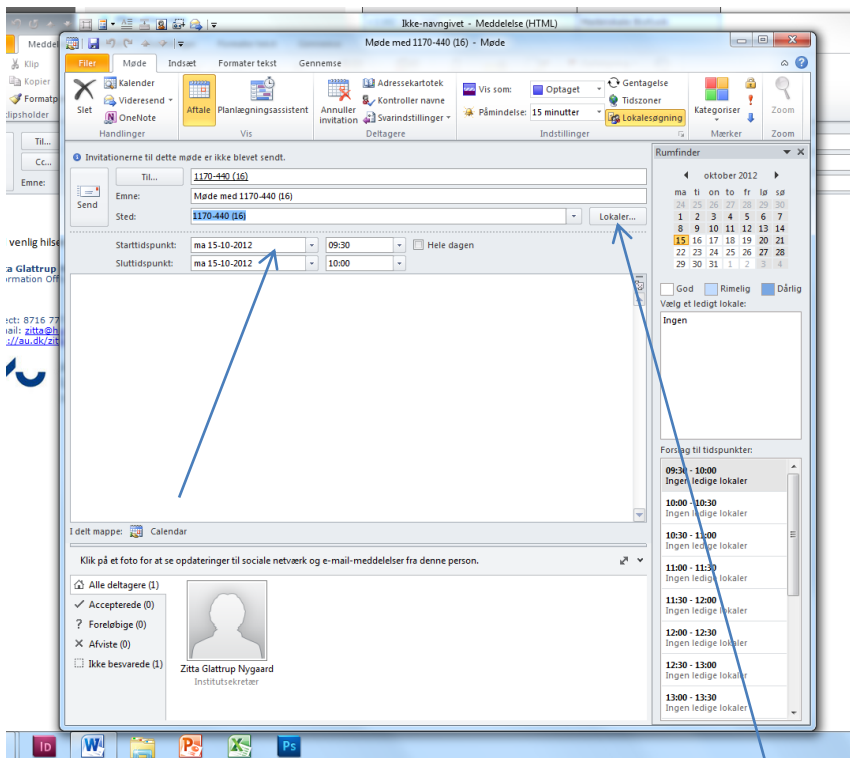 Ikke-navngivet - Meddelelse (HTML)
Møde med 1170-440 (16) - Møde
Meddel
Klip
Kopier
Formatp
lipsholder
Til...
Cc...
Emne:
venlig hilse
ta Glattrup
ormation Off
ect: 8716 77
ail: zitta@h
://au.dk/zit
Filer Møde Indsæt Formater tekst Gennemse
Slet
Kalender
Videresend
OneNote
Handlinger
Aftale
Planlægningsassistent
Vis
Annuller invitation
Adressekartotek
Kontroller navne
Svarindstillinger
Deltagere
Vis som: Optaget
Påmindelse: 15 minutter
Gentagelse
Tidszoner
Lokalesøgning
Indstillinger
Kategoriser
Mærker
Zoom
Zoom
Invitationerne til dette møde er ikke blevet sendt.
Send
Til... 1170-440 (16)
Emne: Møde med 1170-440 (16)
Sted: 1170-440 (16) Lokaler...
Starttidspunkt: ma 15-10-2012 09:30 Hele dagen
Sluttidspunkt: ma 15-10-2012 10:00
I delt mappe: Calendar
Klik på et foto for at se opdateringer til sociale netværk og e-mail-meddelelser fra denne person.
Alle deltagere (1)
Accepterede (0)
? Foreløbige (0)
Afviste (0)
Ikke besvarede (1)
Zitta Glattrup Nygaard
Institutsekretær
Rumfinder
oktober 2012
ma ti on to fr lø sø
24 25 26 27 28 29 30
1 2 3 4 5 6 7
8 9 10 11 12 13 14
15 16 17 18 19 20 21
22 23 24 25 26 27 28
29 30 31 1 2 3 4
God Rimelig Dårlig
Vælg et ledigt lokale:
Ingen
Forslag til tidspunkter:
09:30 - 10:00
Ingen ledige lokaler
10:00 - 10:30
Ingen ledige lokaler
10:30 - 11:00
Ingen ledige lokaler
11:00 - 11:30
Ingen ledige lokaler
11:30 - 12:00
Ingen ledige lokaler
12:00 - 12:30
Ingen ledige lokaler
12:30 - 13:00
Ingen ledige lokaler
13:00 - 13:30
Ingen ledige lokaler
Id W P X Ps